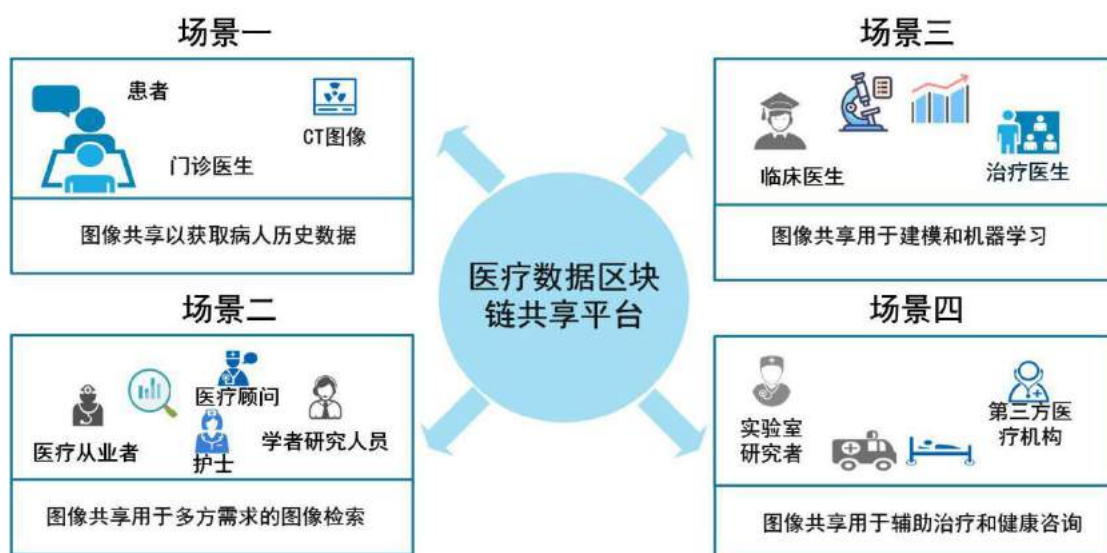 场景一
患者
CT图像
门诊医生
图像共享以获取病人历史数据
场景二
医疗顾问
医疗从业者
护士
学者研究人员
图像共享用于多方需求的图像检索
医疗数据区块
链共享平台
场景三
临床医生
治疗医生
图像共享用于建模和机器学习
场景四
实验室
研究者
第三方医
疗机构
图像共享用于辅助治疗和健康咨询